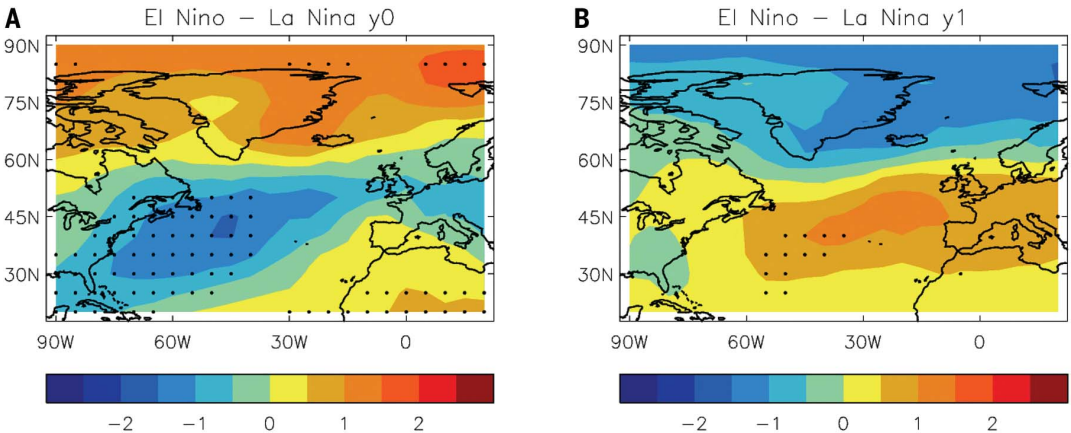 A
El Nino – La Nina y0
90N
75N
60N
45N
30N
90W 60W 30W 0
-2 -1 0 1 2
B
El Nino – La Nina y1
90N
75N
60N
45N
30N
90W 60W 30W 0
-2 -1 0 1 2